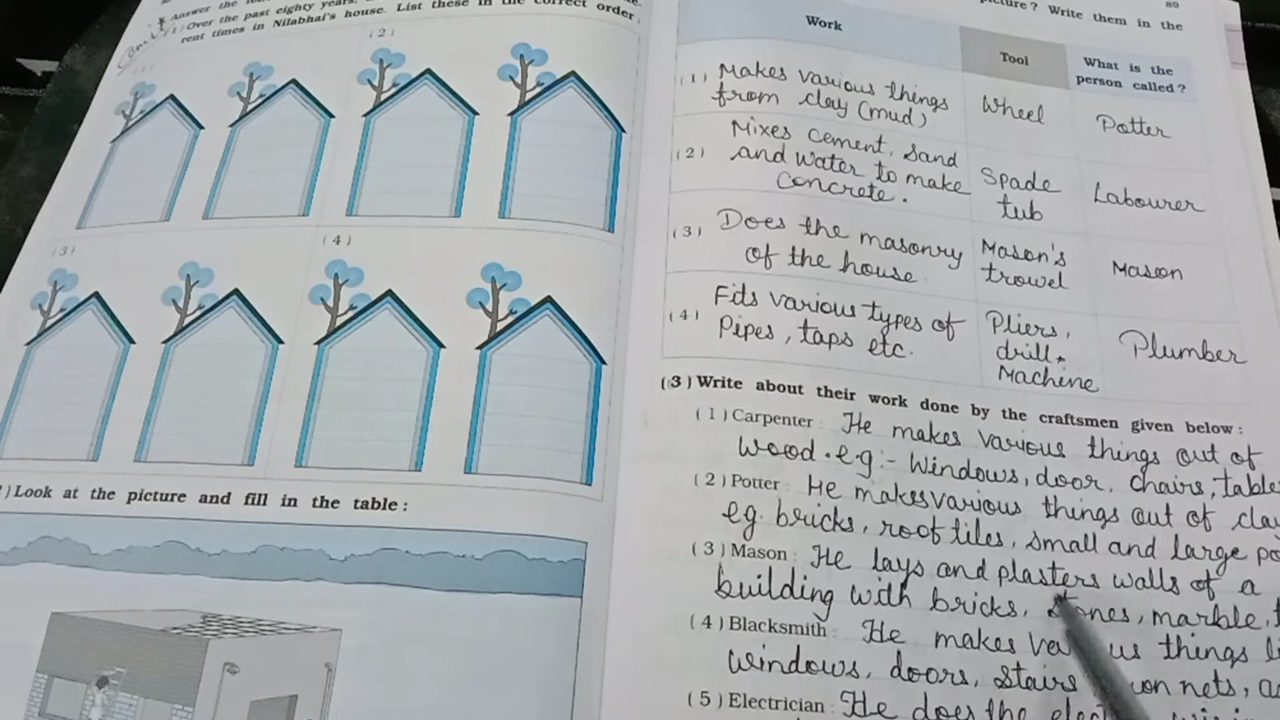 Answer the
(1) Over the past eighty years,
rent times in Nilabhai's house. List these in the correct order.
(2)
(3)
(4)
) Look at the picture and fill in the table :
89
picture ? Write them in the
Work
Tool
What is the
person called ?
(1) Makes various things
from clay (mud)
Wheel
Potter
(2) Mixes cement, sand
and water to make
concrete.
Spade
tub
Labourer
(3) Does the masonry
of the house
Mason's
trowel
Mason
(4) Fits various types of
Pipes, taps etc.
Pliers,
drill
Machine
Plumber
(3) Write about their work done by the craftsmen given below :
(1) Carpenter : He makes various things out of
wood. e.g :- Windows, door, chairs, table
(2) Potter : He makes various things out of
eg. bricks, roof tiles, small and large
(3) Mason : He lays and plasters walls of a
building with bricks, stones, marble,
(4) Blacksmith : He makes things
windows, doors, stairs nets,
(5) Electrician : He does the